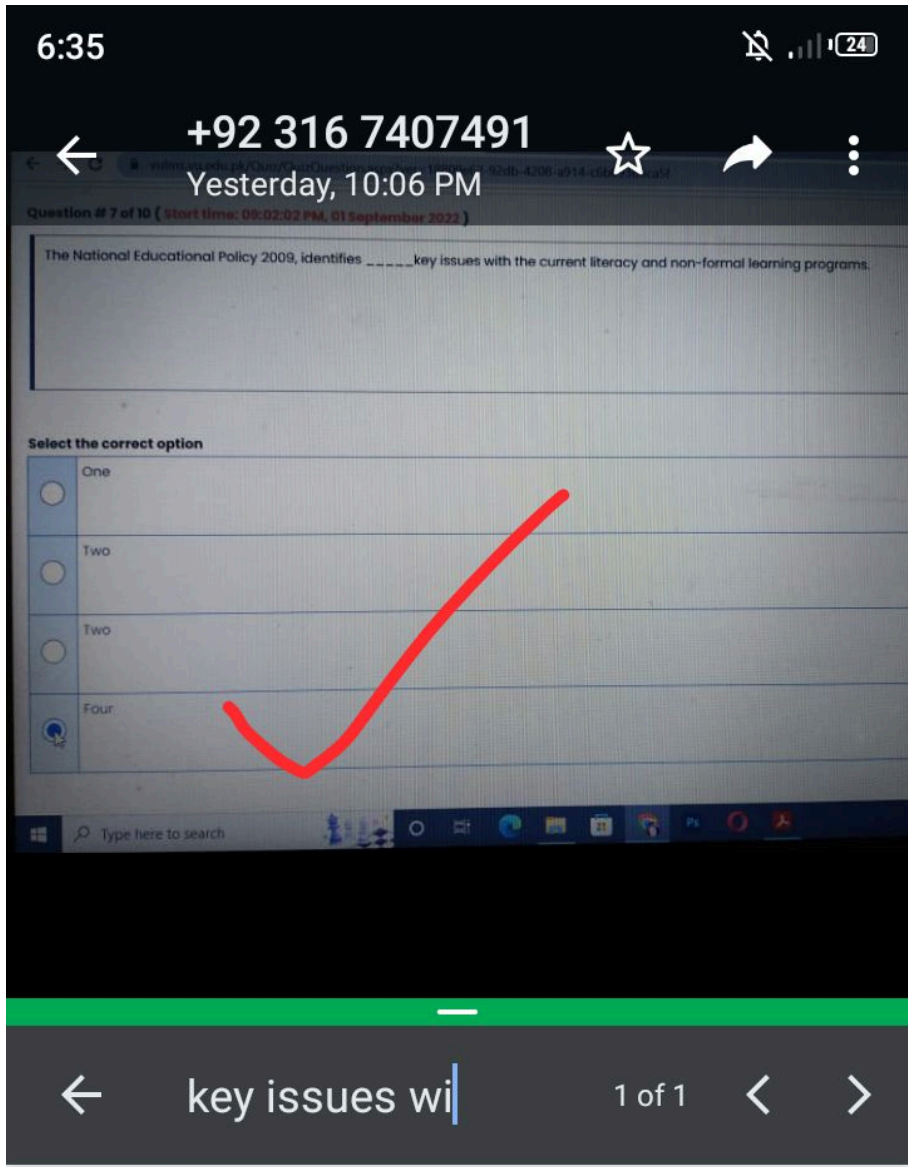 6:35
24
+92 316 7407491
Yesterday, 10:06 PM
Question # 7 of 10 ( Start time: 09:02:02 PM, 01 September 2022 )
The National Educational Policy 2009, identifies _____key issues with the current literacy and non-formal learning programs.
Select the correct option
One
Two
Two
Four
Type here to search
Ps
key issues wi
1 of 1